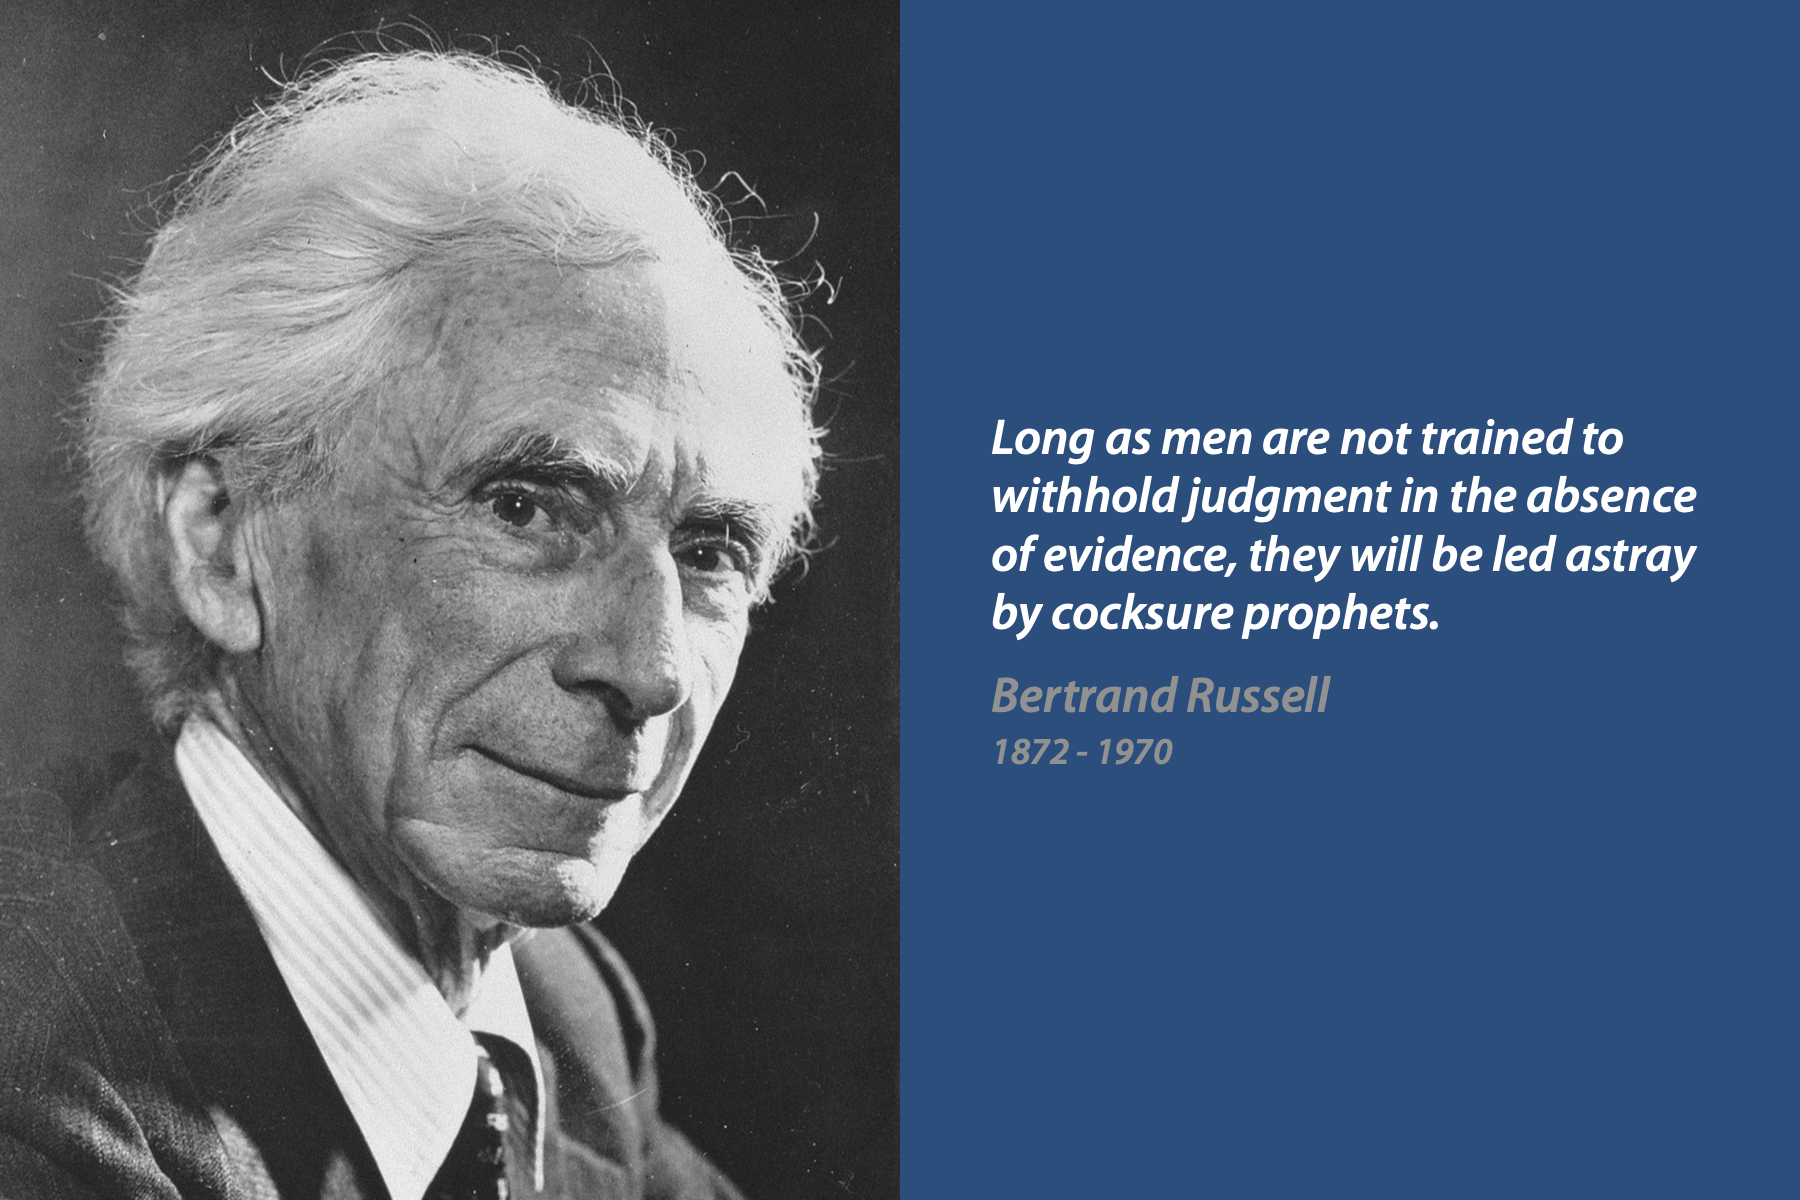 Long as men are not trained to
withhold judgment in the absence
of evidence, they will be led astray
by cocksure prophets.
Bertrand Russell
1872 - 1970